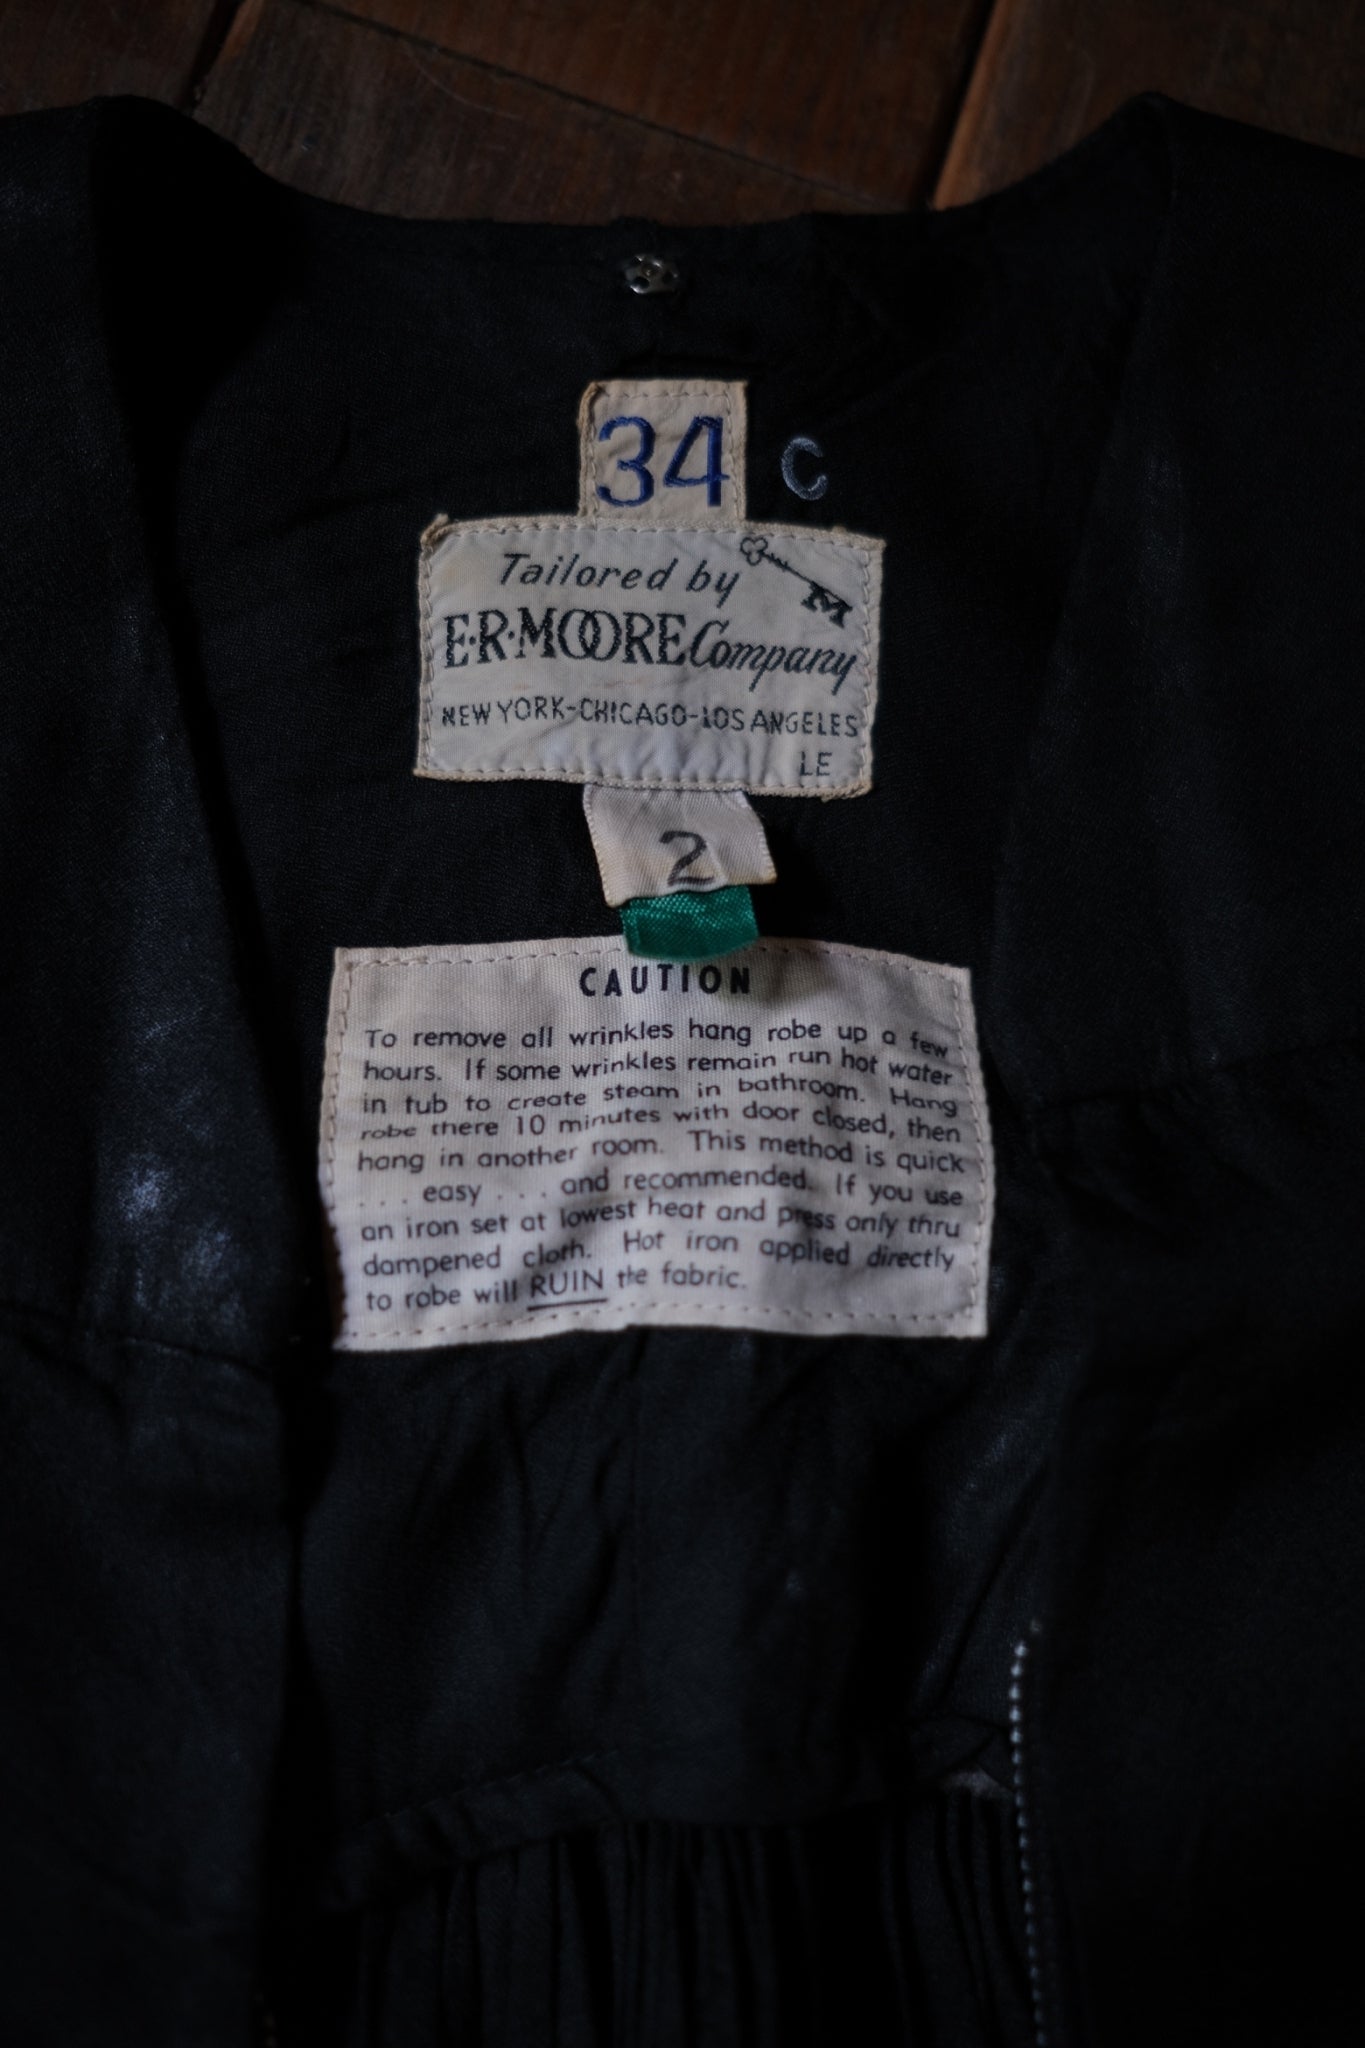 34 C
Tailored by
E·R·MOORE Company
NEW YORK-CHICAGO-LOS ANGELES
LE
2
CAUTION
To remove all wrinkles hang robe up a few
hours. If some wrinkles remain run hot water
in tub to create steam in bathroom. Hang
robe there 10 minutes with door closed, then
hang in another room. This method is quick
. . . easy . . . and recommended. If you use
an iron set at lowest heat and press only thru
dampened cloth. Hot iron applied directly
to robe will RUIN the fabric.